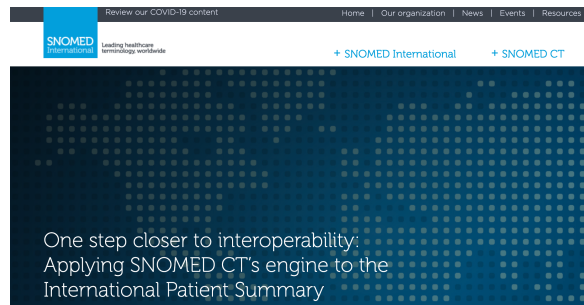 Review our COVID-19 content
Home | Our organization | News | Events | Resources
SNOMED
International
Leading healthcare
terminology, worldwide
+ SNOMED International
+ SNOMED CT
One step closer to interoperability:
Applying SNOMED CT's engine to the
International Patient Summary